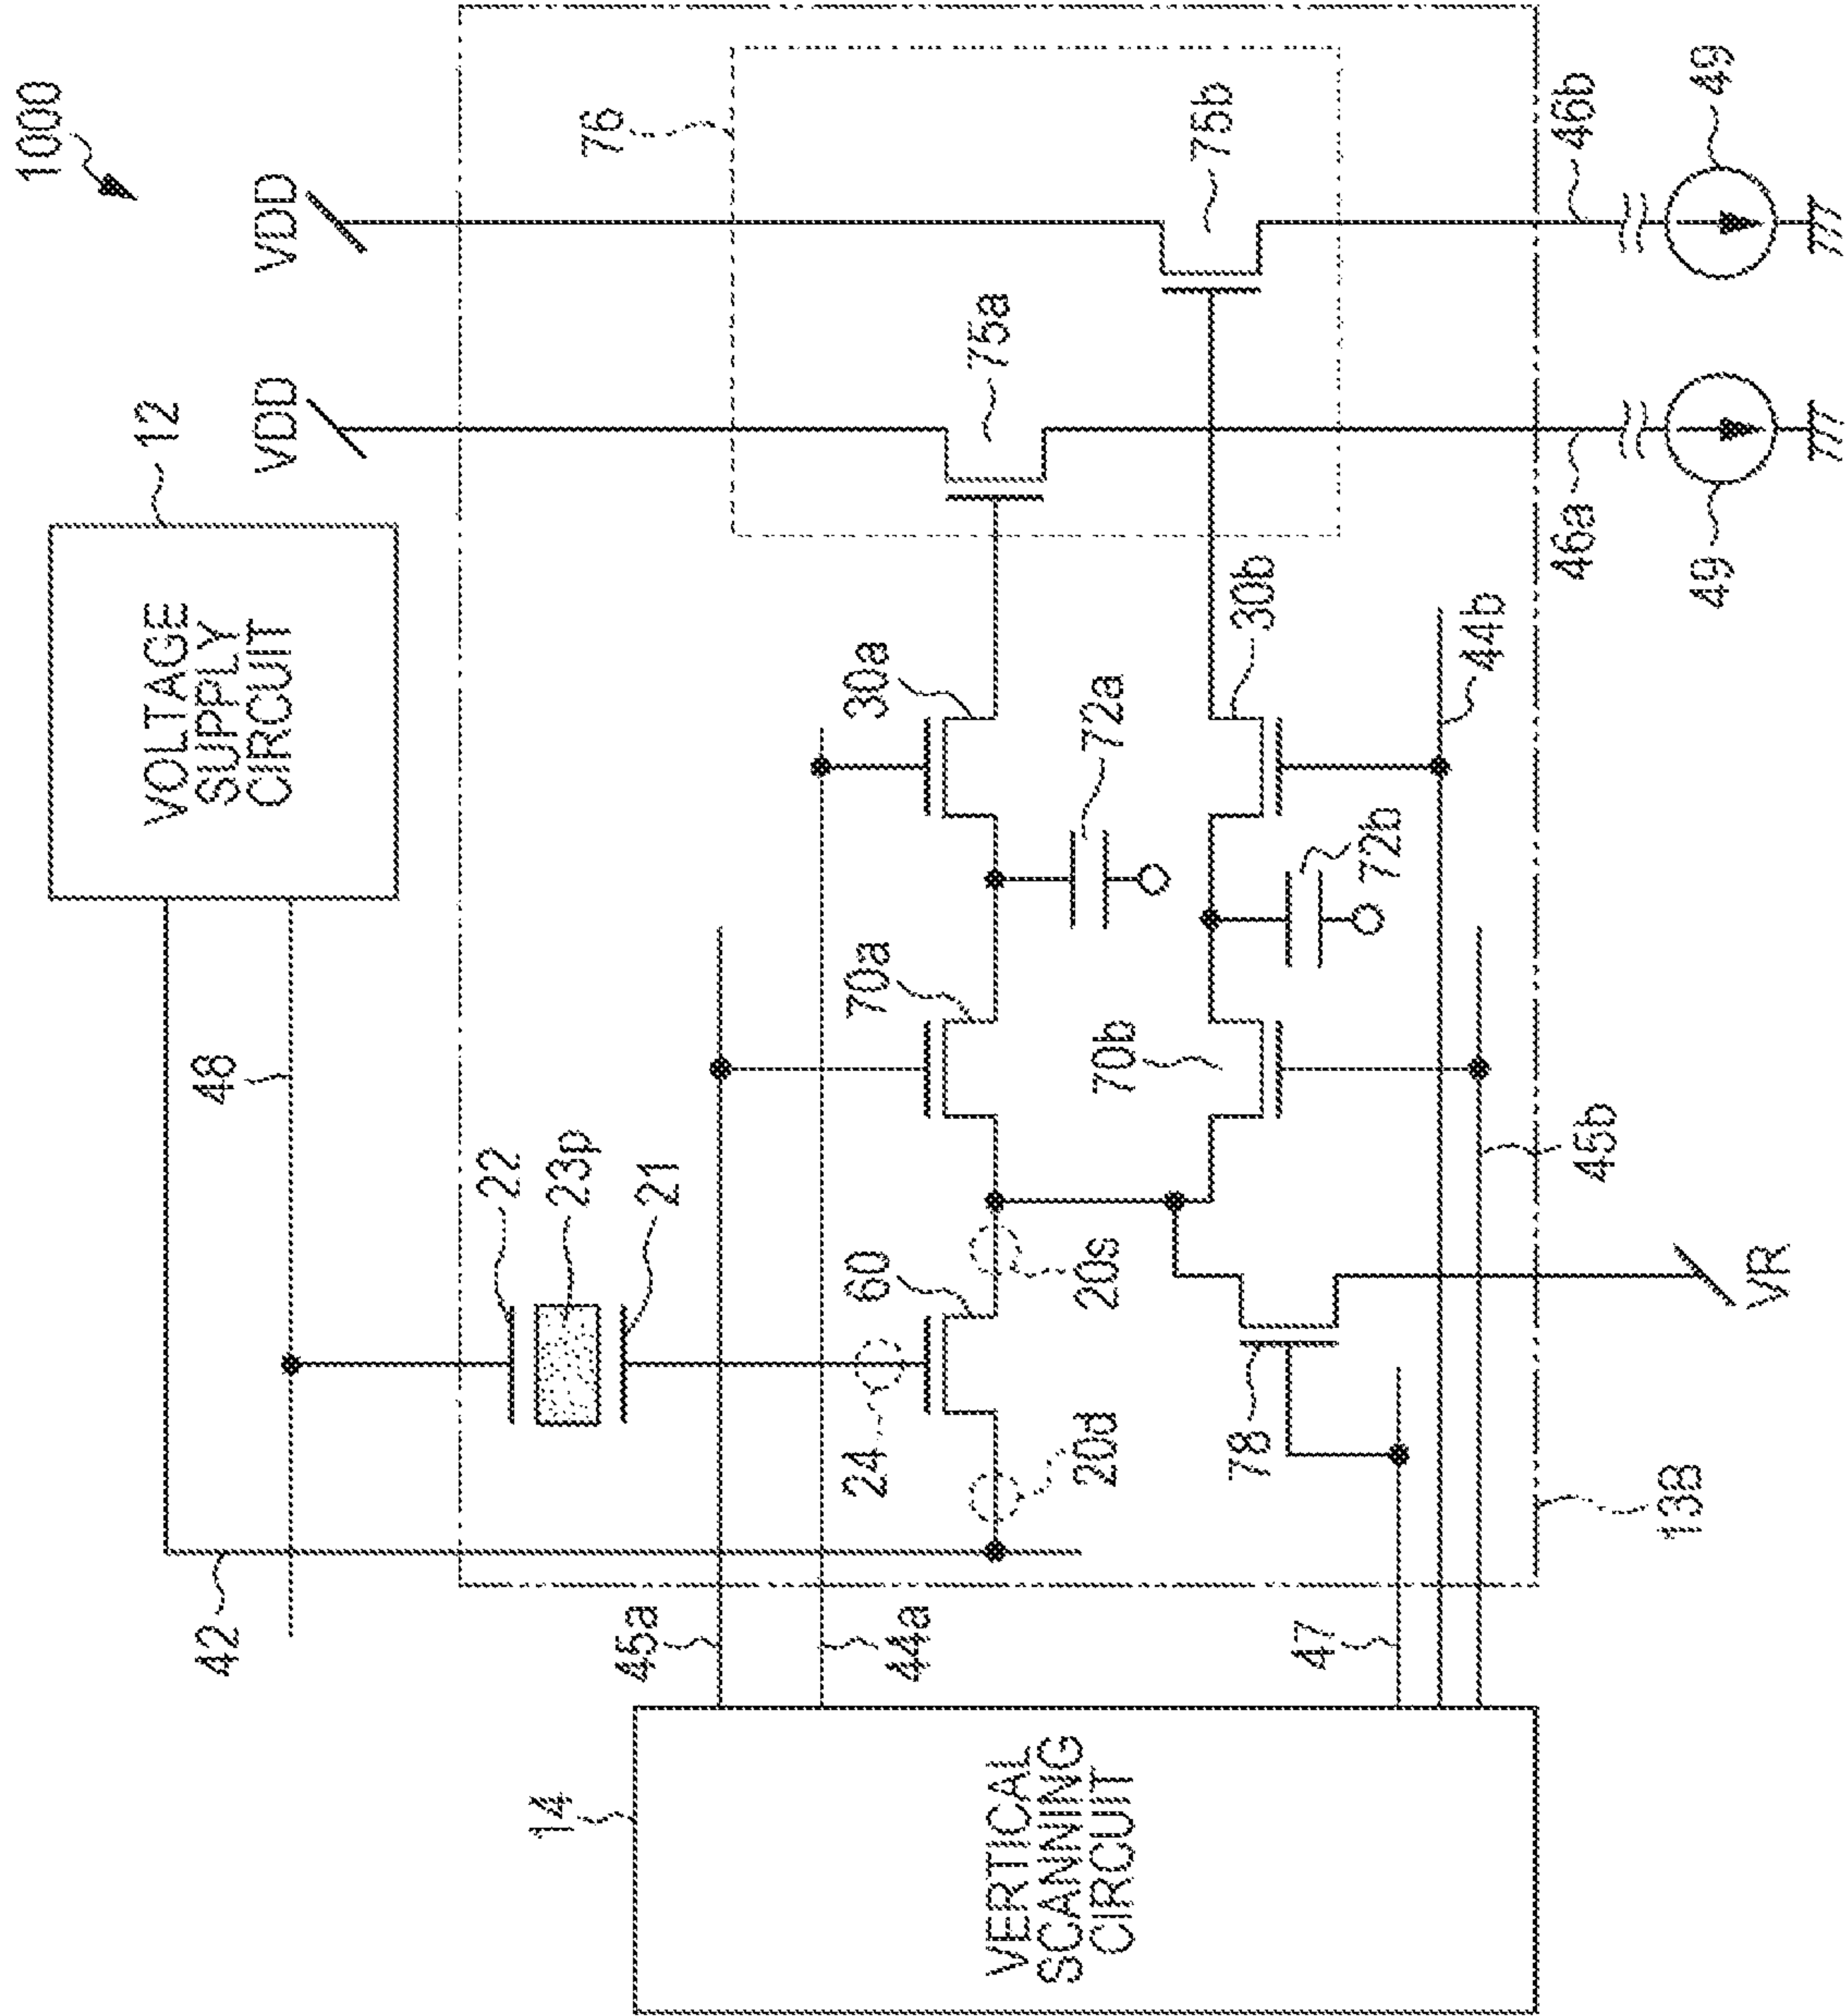 1000
VOLTAGE
SUPPLY
CIRCUIT
12
VDD
VDD
42
48
22
23p
21
76
45a
44a
14
VERTICAL
SCANNING
CIRCUIT
24
60
70a
30a
72a
75a
75b
20d
20s
70b
72b
30b
78
47
44b
45b
VR
13B
46a
46b
49
49